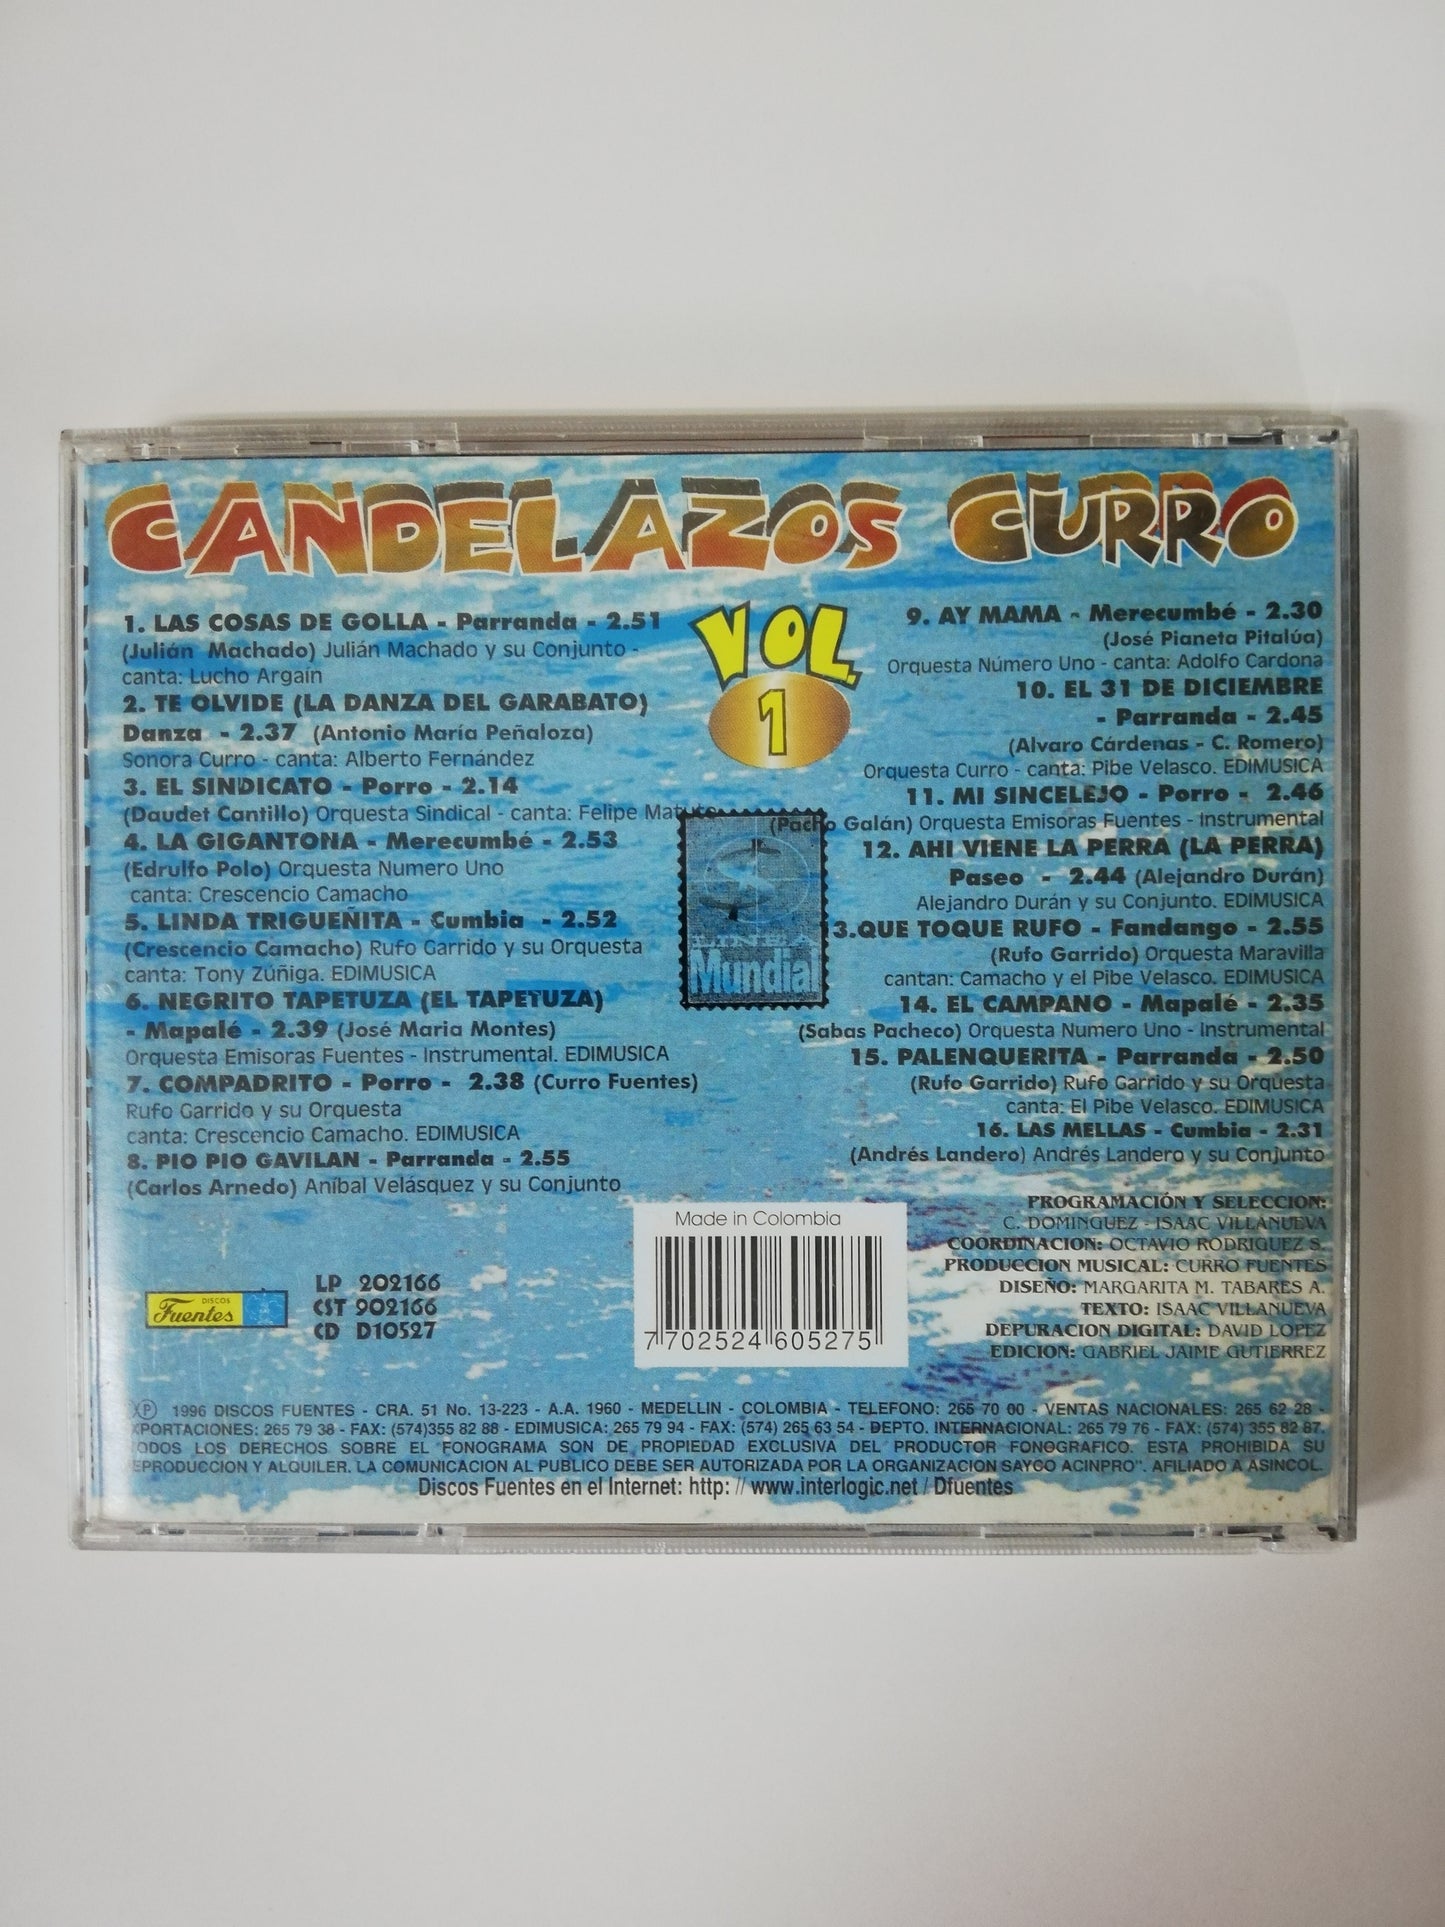 CANDELAZOS CURRO
VOL.
1
1. LAS COSAS DE GOLLA - Parranda - 2.51
(Julián Machado) Julián Machado y su Conjunto -
canta: Lucho Argaín
2. TE OLVIDE (LA DANZA DEL GARABATO)
Danza - 2.37 (Antonio María Peñaloza)
Sonora Curro - canta: Alberto Fernández
3. EL SINDICATO - Porro - 2.14
(Daudet Cantillo) Orquesta Sindical - canta: Felipe Matute
4. LA GIGANTONA - Merecumbé - 2.53
(Edrulfo Polo) Orquesta Numero Uno
canta: Crescencio Camacho
5. LINDA TRIGUEÑITA - Cumbia - 2.52
(Crescencio Camacho) Rufo Garrido y su Orquesta
canta: Tony Zúñiga. EDIMUSICA
6. NEGRITO TAPETUZA (EL TAPETUZA)
- Mapalé - 2.39 (José Maria Montes)
Orquesta Emisoras Fuentes - Instrumental. EDIMUSICA
7. COMPADRITO - Porro - 2.38 (Curro Fuentes)
Rufo Garrido y su Orquesta
canta: Crescencio Camacho. EDIMUSICA
8. PIO PIO GAVILAN - Parranda - 2.55
(Carlos Arnedo) Aníbal Velásquez y su Conjunto
9. AY MAMA - Merecumbé - 2.30
(José Pianeta Pitalúa)
Orquesta Número Uno - canta: Adolfo Cardona
10. EL 31 DE DICIEMBRE
- Parranda - 2.45
(Alvaro Cárdenas - C. Romero)
Orquesta Curro - canta: Pibe Velasco. EDIMUSICA
11. MI SINCELEJO - Porro - 2.46
(Pacho Galán) Orquesta Emisoras Fuentes - Instrumental
12. AHI VIENE LA PERRA (LA PERRA)
Paseo - 2.44 (Alejandro Durán)
Alejandro Durán y su Conjunto. EDIMUSICA
3.QUE TOQUE RUFO - Fandango - 2.55
(Rufo Garrido) Orquesta Maravilla
cantan: Camacho y el Pibe Velasco. EDIMUSICA
14. EL CAMPANO - Mapalé - 2.35
(Sabas Pacheco) Orquesta Numero Uno - Instrumental
15. PALENQUERITA - Parranda - 2.50
(Rufo Garrido) Rufo Garrido y su Orquesta
canta: El Pibe Velasco. EDIMUSICA
16. LAS MELLAS - Cumbia - 2.31
(Andrés Landero) Andrés Landero y su Conjunto
LINEA
Mundial
PROGRAMACIÓN Y SELECCION:
C. DOMINGUEZ - ISAAC VILLANUEVA
COORDINACION: OCTAVIO RODRIGUEZ S.
PRODUCCION MUSICAL: CURRO FUENTES
DISEÑO: MARGARITA M. TABARES A.
TEXTO: ISAAC VILLANUEVA
DEPURACION DIGITAL: DAVID LOPEZ
EDICION: GABRIEL JAIME GUTIERREZ
DISCOS
Fuentes
LP 202166
CST 902166
CD D10527
Made in Colombia
7 702524 605275
Ⓟ 1996 DISCOS FUENTES - CRA. 51 No. 13-223 - A.A. 1960 - MEDELLIN - COLOMBIA - TELEFONO: 265 70 00 - VENTAS NACIONALES: 265 62 28 -
XPORTACIONES: 265 79 38 - FAX: (574)355 82 88 - EDIMUSICA: 265 79 94 - FAX: (574) 265 63 54 - DEPTO. INTERNACIONAL: 265 79 76 - FAX: (574) 355 82 87.
ODOS LOS DERECHOS SOBRE EL FONOGRAMA SON DE PROPIEDAD EXCLUSIVA DEL PRODUCTOR FONOGRAFICO. ESTA PROHIBIDA SU
EPRODUCCION Y ALQUILER. LA COMUNICACION AL PUBLICO DEBE SER AUTORIZADA POR LA ORGANIZACION SAYCO ACINPRO". AFILIADO A ASINCOL.
Discos Fuentes en el Internet: http: // www.interlogic.net / Dfuentes